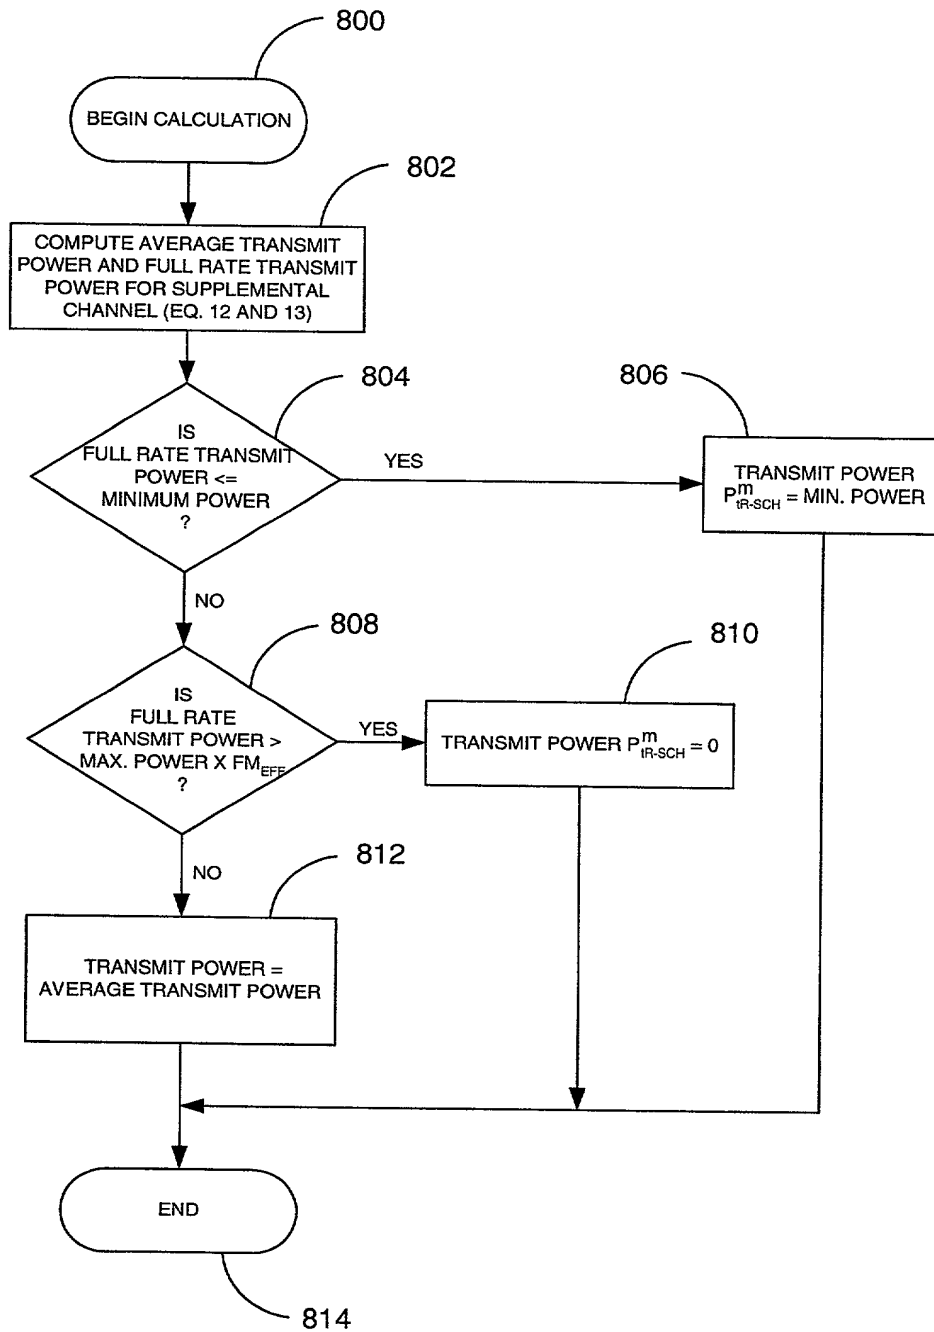 800
BEGIN CALCULATION
802
COMPUTE AVERAGE TRANSMIT
POWER AND FULL RATE TRANSMIT
POWER FOR SUPPLEMENTAL
CHANNEL (EQ. 12 AND 13)
804
IS
FULL RATE TRANSMIT
POWER <=
MINIMUM POWER
?
YES
806
TRANSMIT POWER
P^m_tR-SCH = MIN. POWER
NO
808
IS
FULL RATE
TRANSMIT POWER >
MAX. POWER X FM_EFF
?
YES
810
TRANSMIT POWER P^m_tR-SCH = 0
NO
812
TRANSMIT POWER =
AVERAGE TRANSMIT POWER
END
814